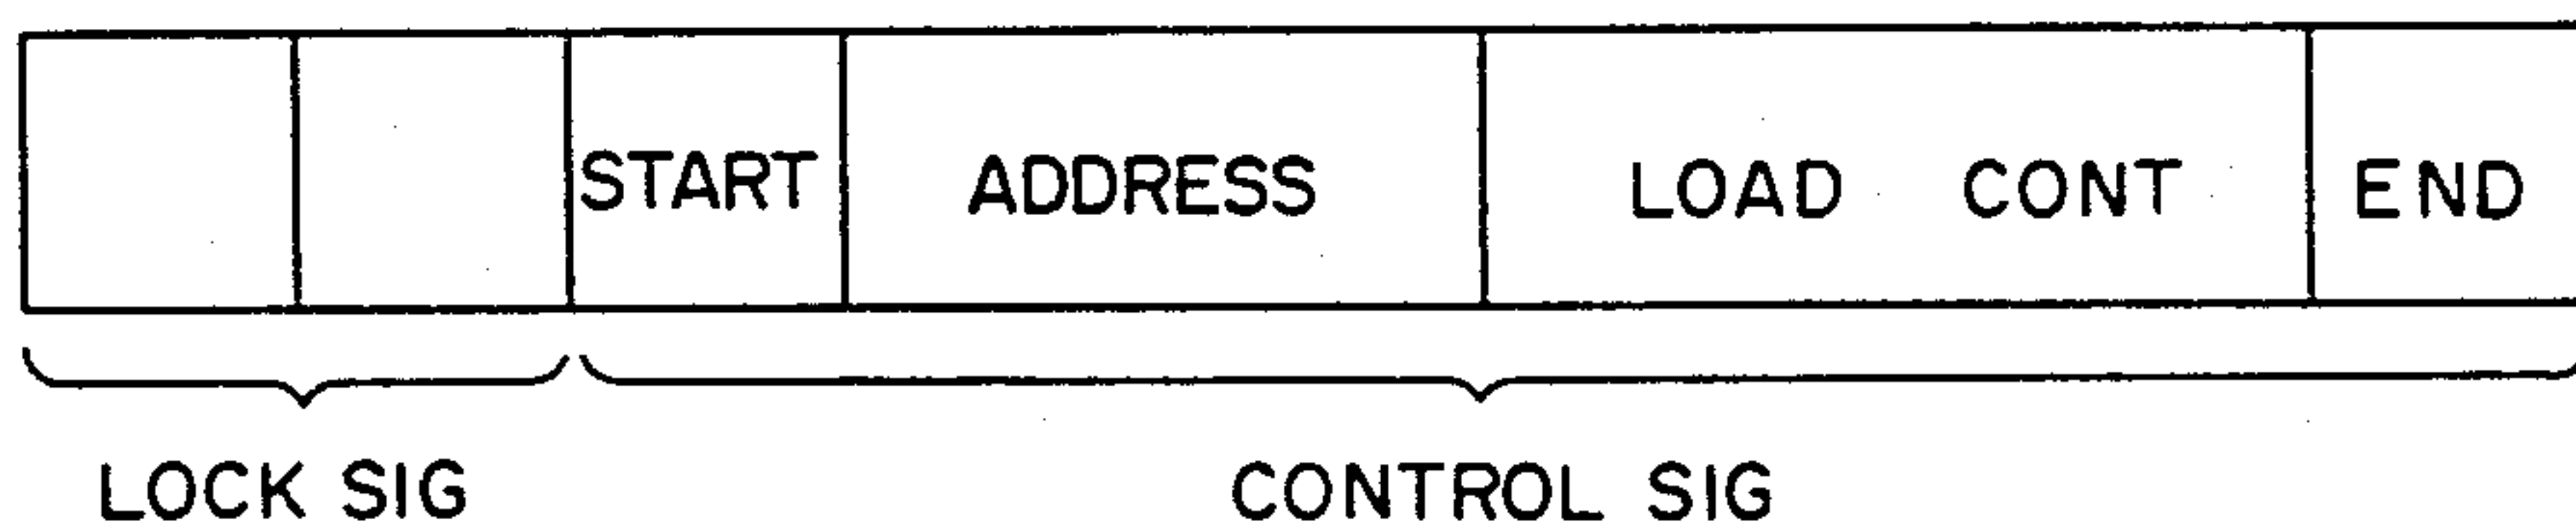 START ADDRESS LOAD CONT END
LOCK SIG CONTROL SIG